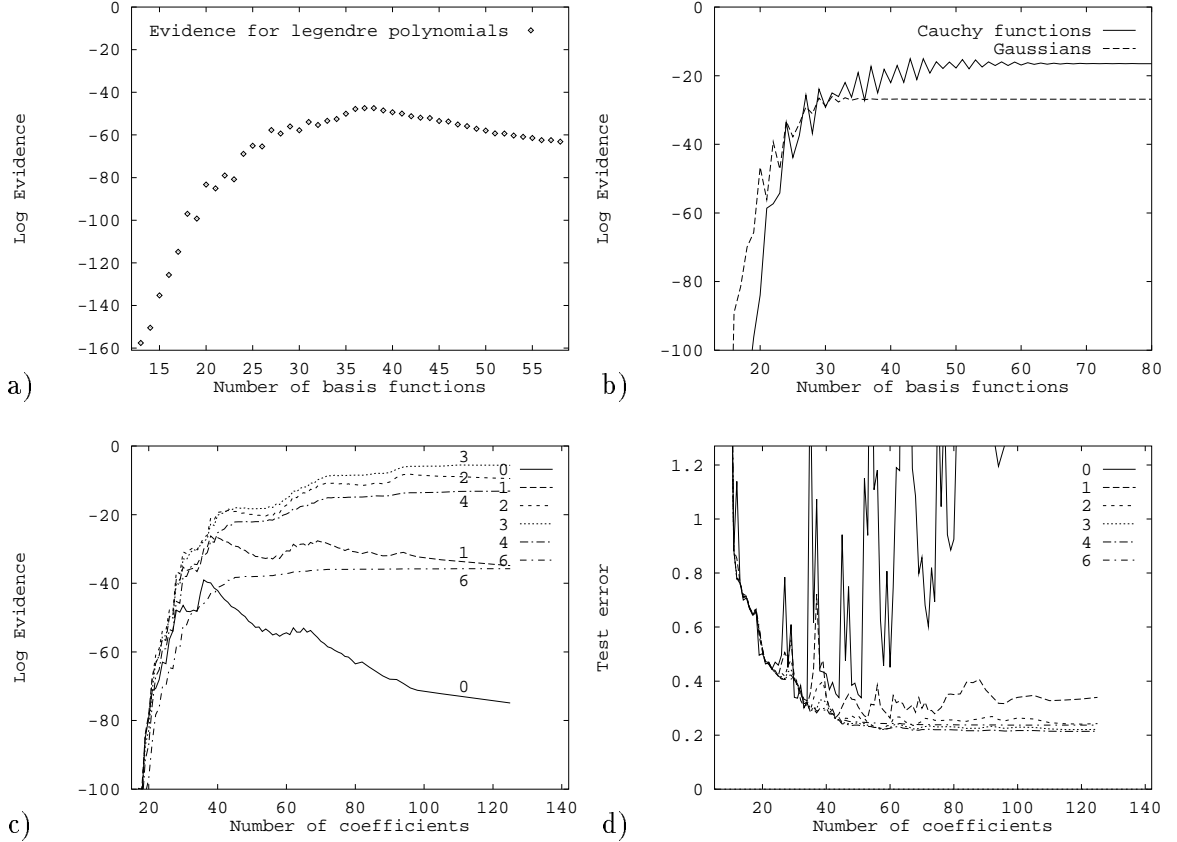 0
-20
-40
-60
-80
-100
-120
-140
-160
Log Evidence
Evidence for legendre polynomials
15 20 25 30 35 40 45 50 55
Number of basis functions
a)
0
-20
-40
-60
-80
-100
Log Evidence
Cauchy functions
Gaussians
20 30 40 50 60 70 80
Number of basis functions
b)
0
-20
-40
-60
-80
-100
Log Evidence
0
1
2
3
4
6
3
2
4
1
6
0
20 40 60 80 100 120 140
Number of coefficients
c)
1.2
1
0.8
0.6
0.4
0.2
0
Test error
0
1
2
3
4
6
20 40 60 80 100 120 140
Number of coefficients
d)